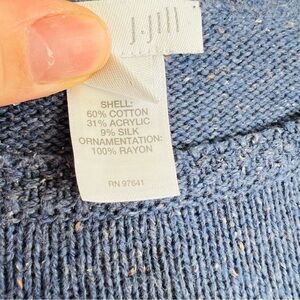 J.Jill
SHELL:
60% COTTON
31% ACRYLIC
9% SILK
ORNAMENTATION:
100% RAYON
RN 97641